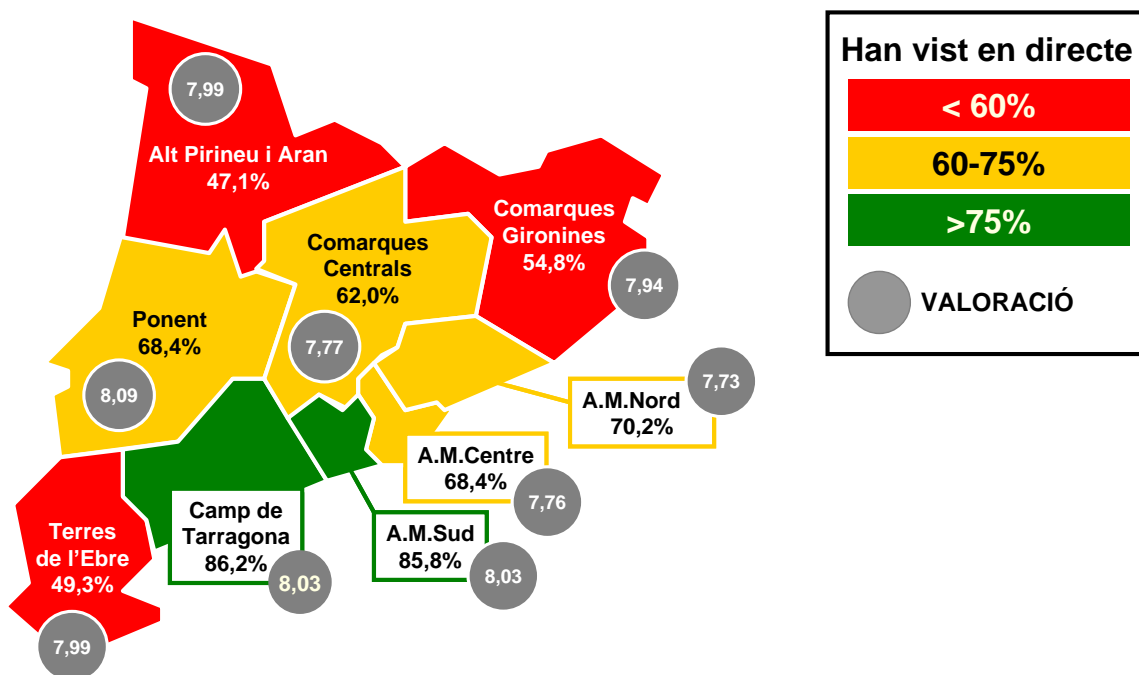 Han vist en directe
< 60%
60-75%
>75%
VALORACIÓ
7,99
Alt Pirineu i Aran
47,1%
Comarques
Gironines
54,8%
7,94
Comarques
Centrals
62,0%
7,77
Ponent
68,4%
8,09
7,73
A.M.Nord
70,2%
A.M.Centre
68,4%
7,76
Camp de
Tarragona
86,2%
8,03
A.M.Sud
85,8%
8,03
Terres
de l’Ebre
49,3%
7,99